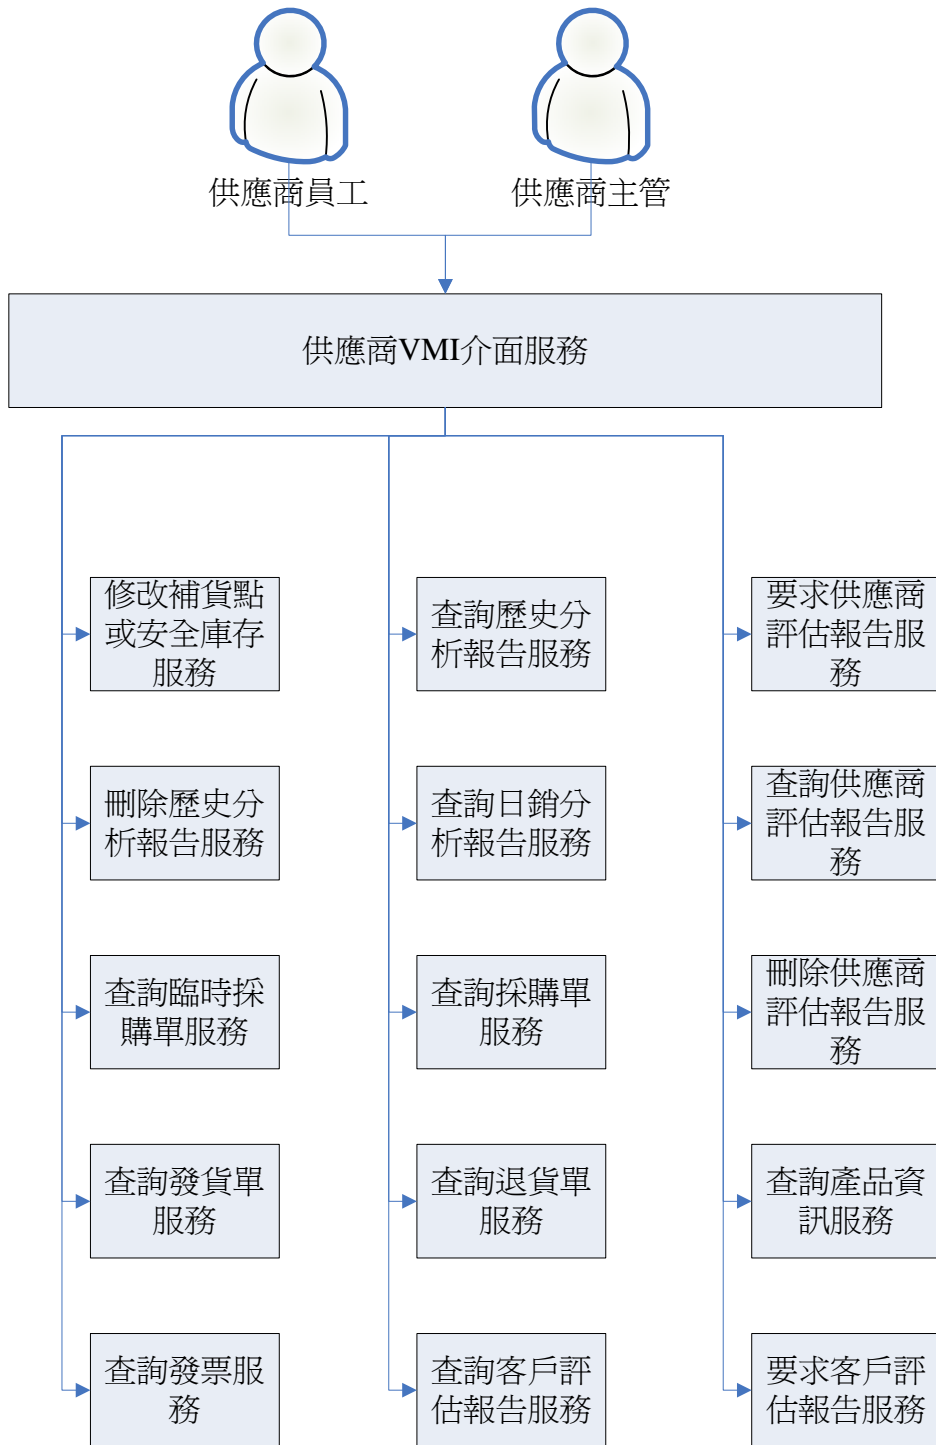 供應商員工
供應商主管
供應商VMI介面服務
修改補貨點
或安全庫存
服務
查詢歷史分
析報告服務
要求供應商
評估報告服
務
刪除歷史分
析報告服務
查詢日銷分
析報告服務
查詢供應商
評估報告服
務
查詢臨時採
購單服務
查詢採購單
服務
刪除供應商
評估報告服
務
查詢發貨單
服務
查詢退貨單
服務
查詢產品資
訊服務
查詢發票服
務
查詢客戶評
估報告服務
要求客戶評
估報告服務